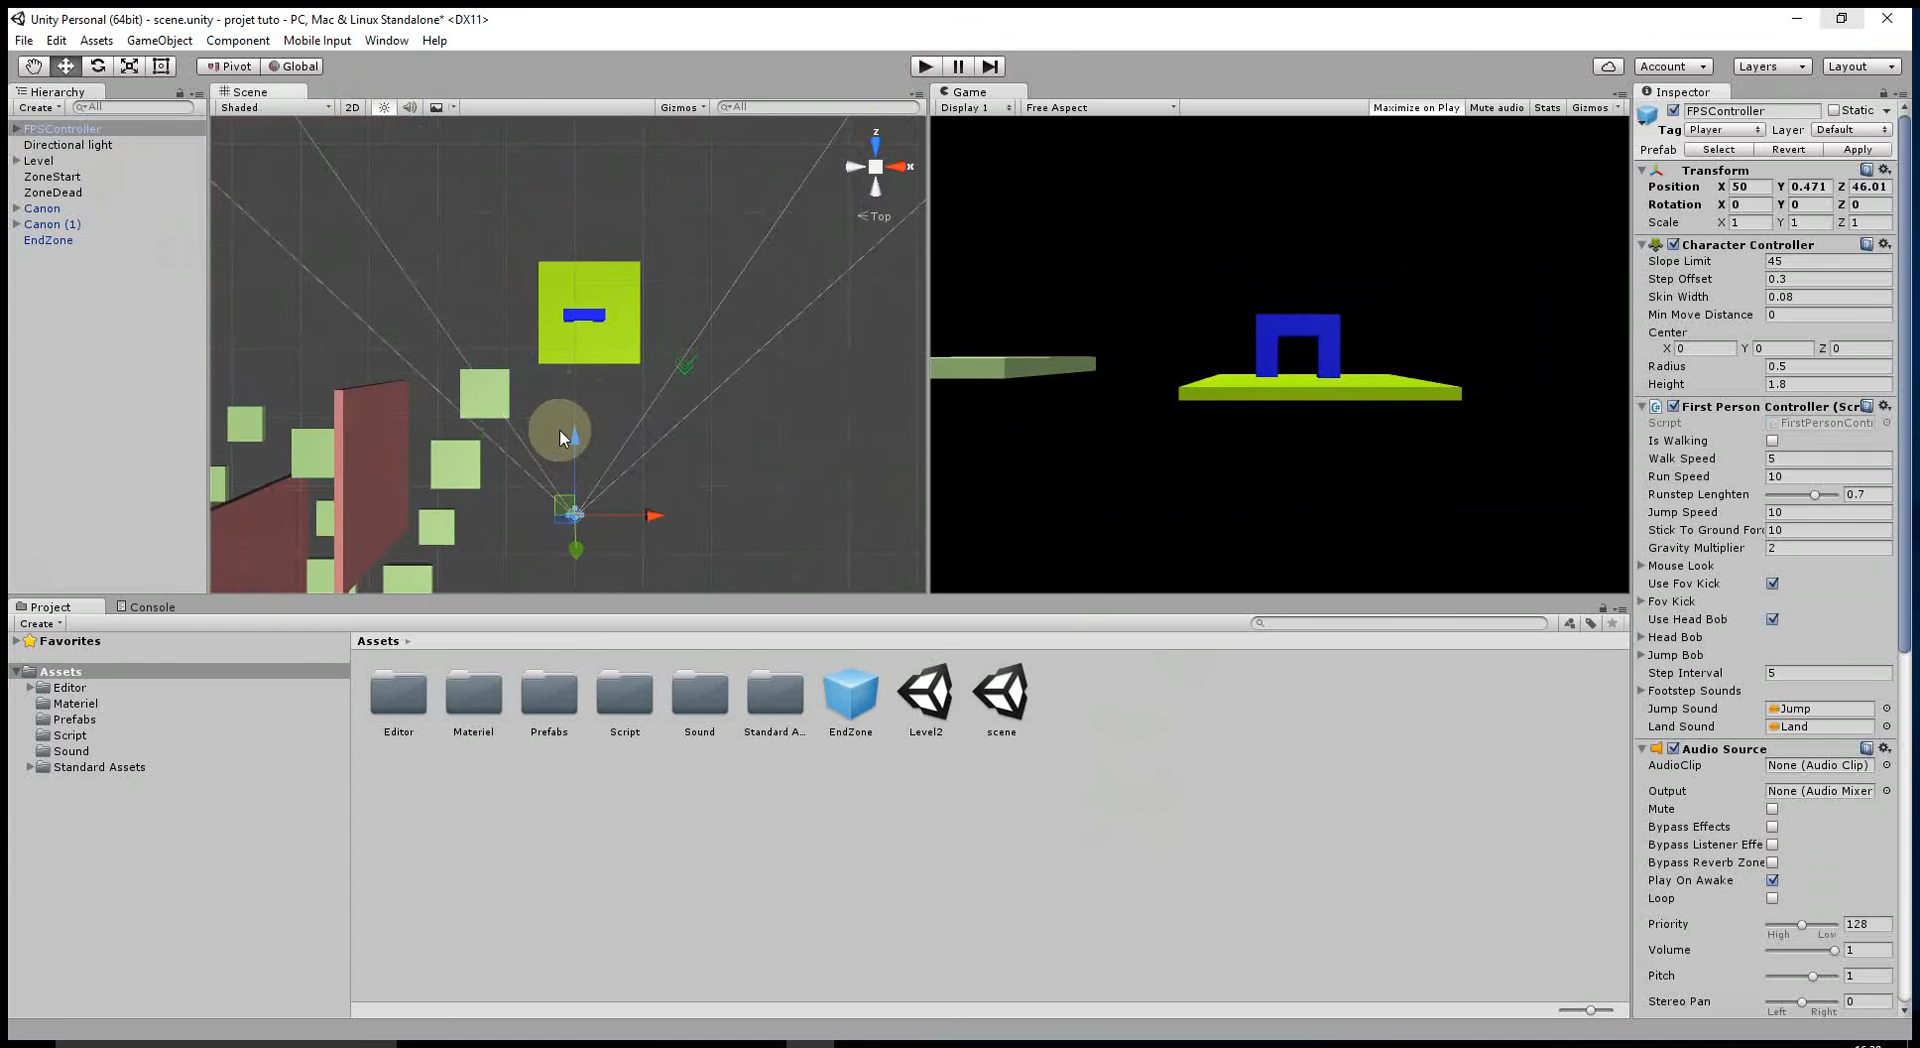 Unity Personal (64bit) - scene.unity - projet tuto - PC, Mac & Linux Standalone* <DX11>
File Edit Assets GameObject Component Mobile Input Window Help
Pivot Global Account Layers Layout
Hierarchy
Create All
FPSController
Directional light
Level
ZoneStart
ZoneDead
Canon
Canon (1)
EndZone
Scene
Shaded 2D Gizmos All
z
x
Top
Game
Display 1 Free Aspect Maximize on Play Mute audio Stats Gizmos
Inspector
FPSController Static
Tag Player Layer Default
Prefab Select Revert Apply
Transform
Position X 50 Y 0.471 Z 46.01
Rotation X 0 Y 0 Z 0
Scale X 1 Y 1 Z 1
Character Controller
Slope Limit 45
Step Offset 0.3
Skin Width 0.08
Min Move Distance 0
Center
X 0 Y 0 Z 0
Radius 0.5
Height 1.8
First Person Controller (Scr
Script FirstPersonCont
Is Walking
Walk Speed 5
Run Speed 10
Runstep Lenghten 0.7
Jump Speed 10
Stick To Ground For 10
Gravity Multiplier 2
Mouse Look
Use Fov Kick
Fov Kick
Use Head Bob
Head Bob
Jump Bob
Step Interval 5
Footstep Sounds
Jump Sound Jump
Land Sound Land
Audio Source
AudioClip None (Audio Clip)
Output None (Audio Mixer
Mute
Bypass Effects
Bypass Listener Effe
Bypass Reverb Zone
Play On Awake
Loop
Priority 128
High Low
Volume 1
Pitch 1
Stereo Pan 0
Left Right
Project Console
Create
Favorites
Assets
Editor
Materiel
Prefabs
Script
Sound
Standard Assets
Assets
Editor Materiel Prefabs Script Sound Standard A... EndZone Level2 scene